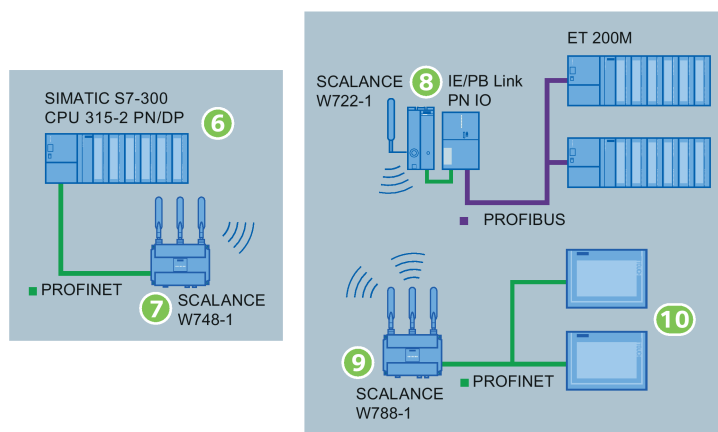 SIMATIC S7-300
CPU 315-2 PN/DP
6
PROFINET
7
SCALANCE
W748-1
ET 200M
SCALANCE
W722-1
8
IE/PB Link
PN IO
PROFIBUS
10
9
PROFINET
SCALANCE
W788-1